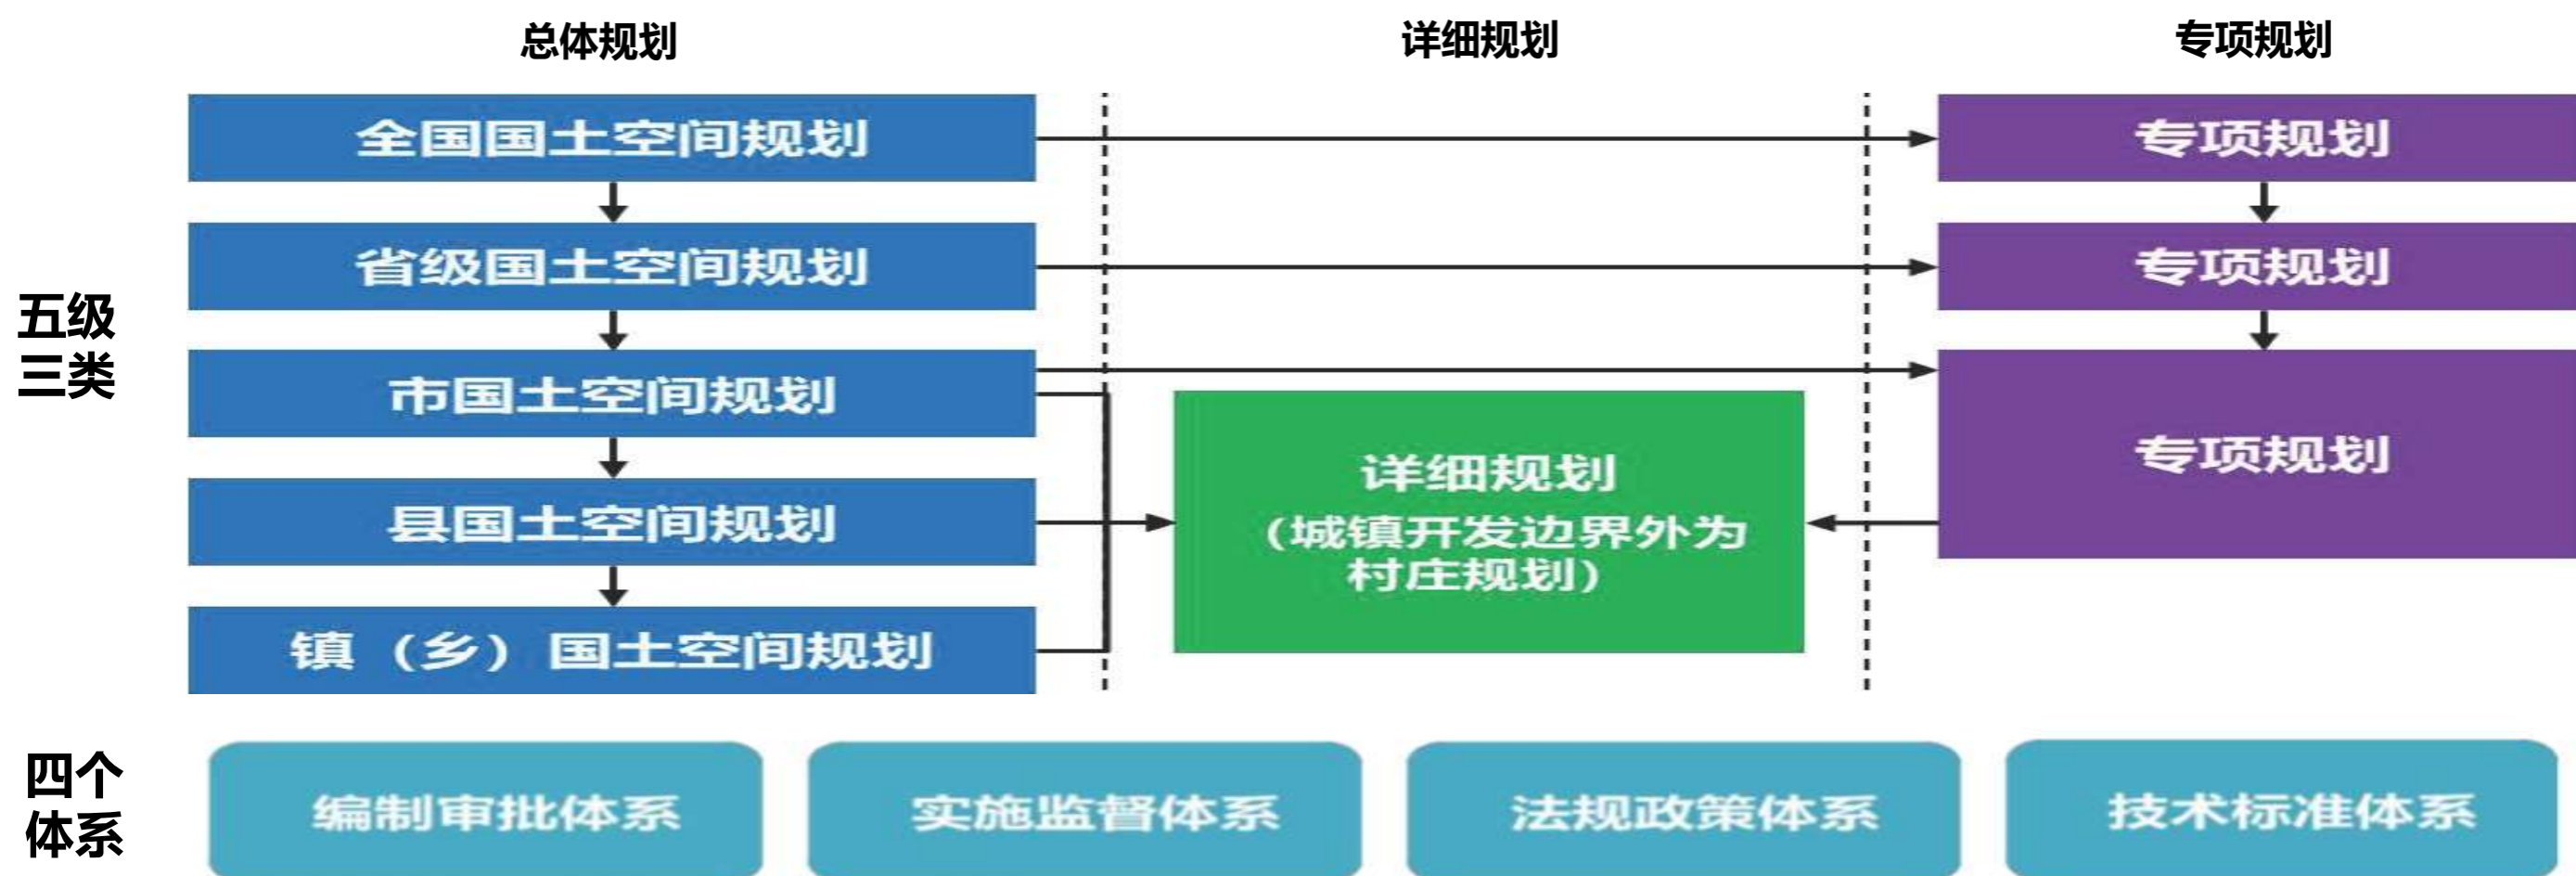 总体规划
详细规划
专项规划
全国国土空间规划
专项规划
省级国土空间规划
专项规划
五级
三类
市国土空间规划
专项规划
县国土空间规划
详细规划
(城镇开发边界外为
村庄规划)
镇（乡）国土空间规划
四个
体系
编制审批体系
实施监督体系
法规政策体系
技术标准体系